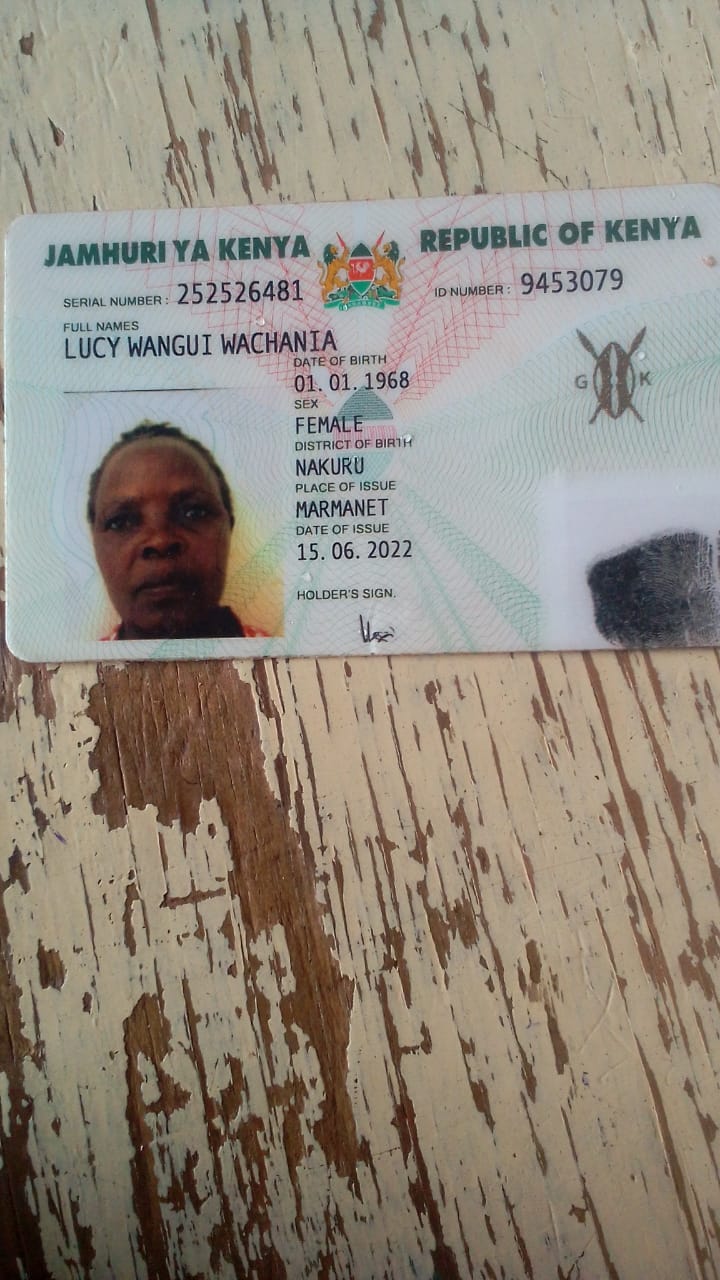 JAMHURI YA KENYA REPUBLIC OF KENYA
SERIAL NUMBER : 252526481 ID NUMBER : 9453079
FULL NAMES
LUCY WANGUI WACHANIA
DATE OF BIRTH
01. 01. 1968
SEX
FEMALE
G K
DISTRICT OF BIRTH
NAKURU
PLACE OF ISSUE
MARMANET
DATE OF ISSUE
15. 06. 2022
HOLDER'S SIGN.